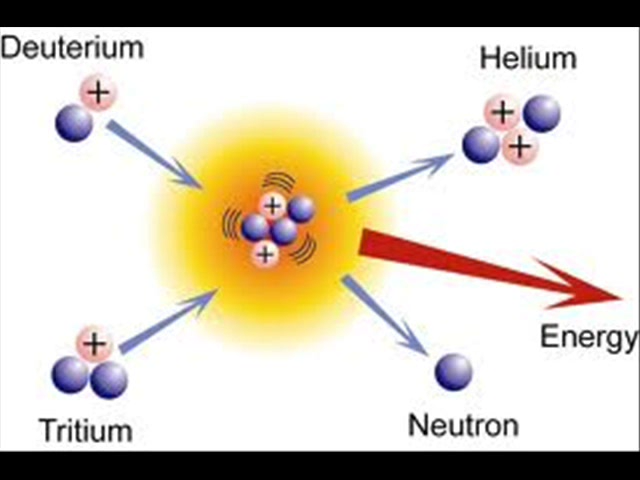 Deuterium
Helium
+
+
+
+
+
+
Energy
+
Tritium
Neutron